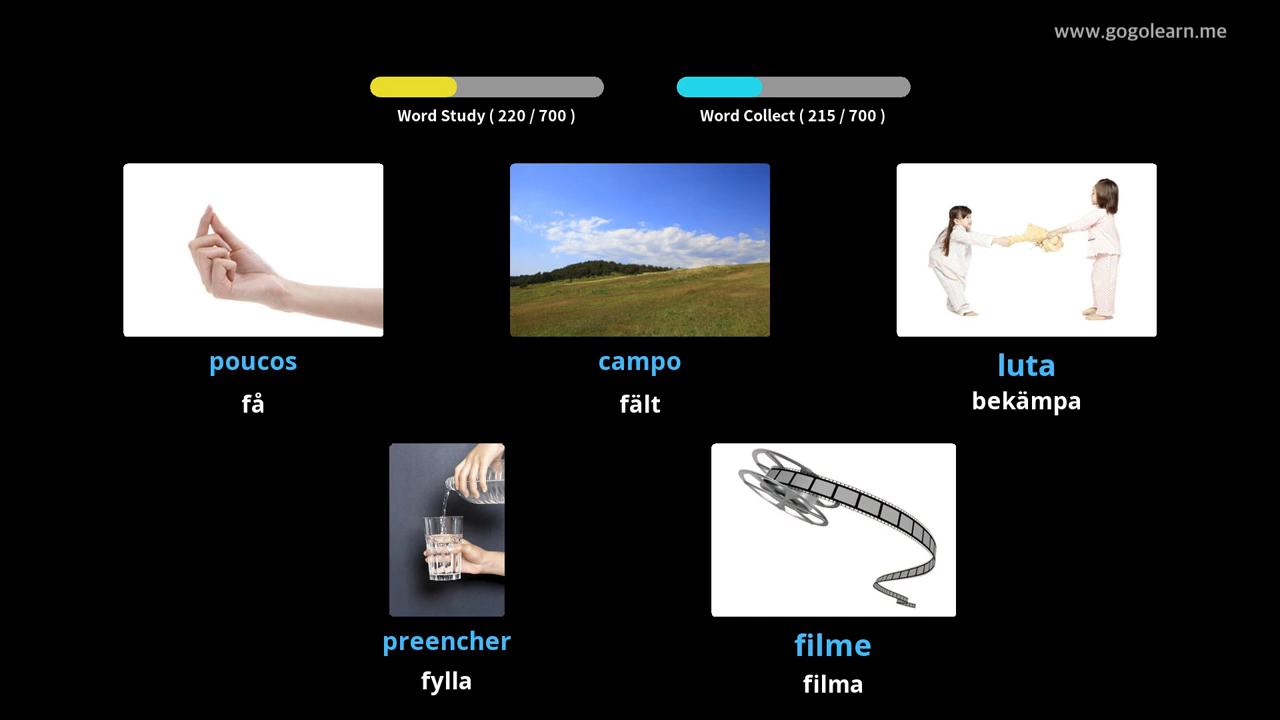 www.gogolearn.me
Word Study ( 220 / 700 )
Word Collect ( 215 / 700 )
poucos
få
campo
fält
luta
bekämpa
preencher
fylla
filme
filma